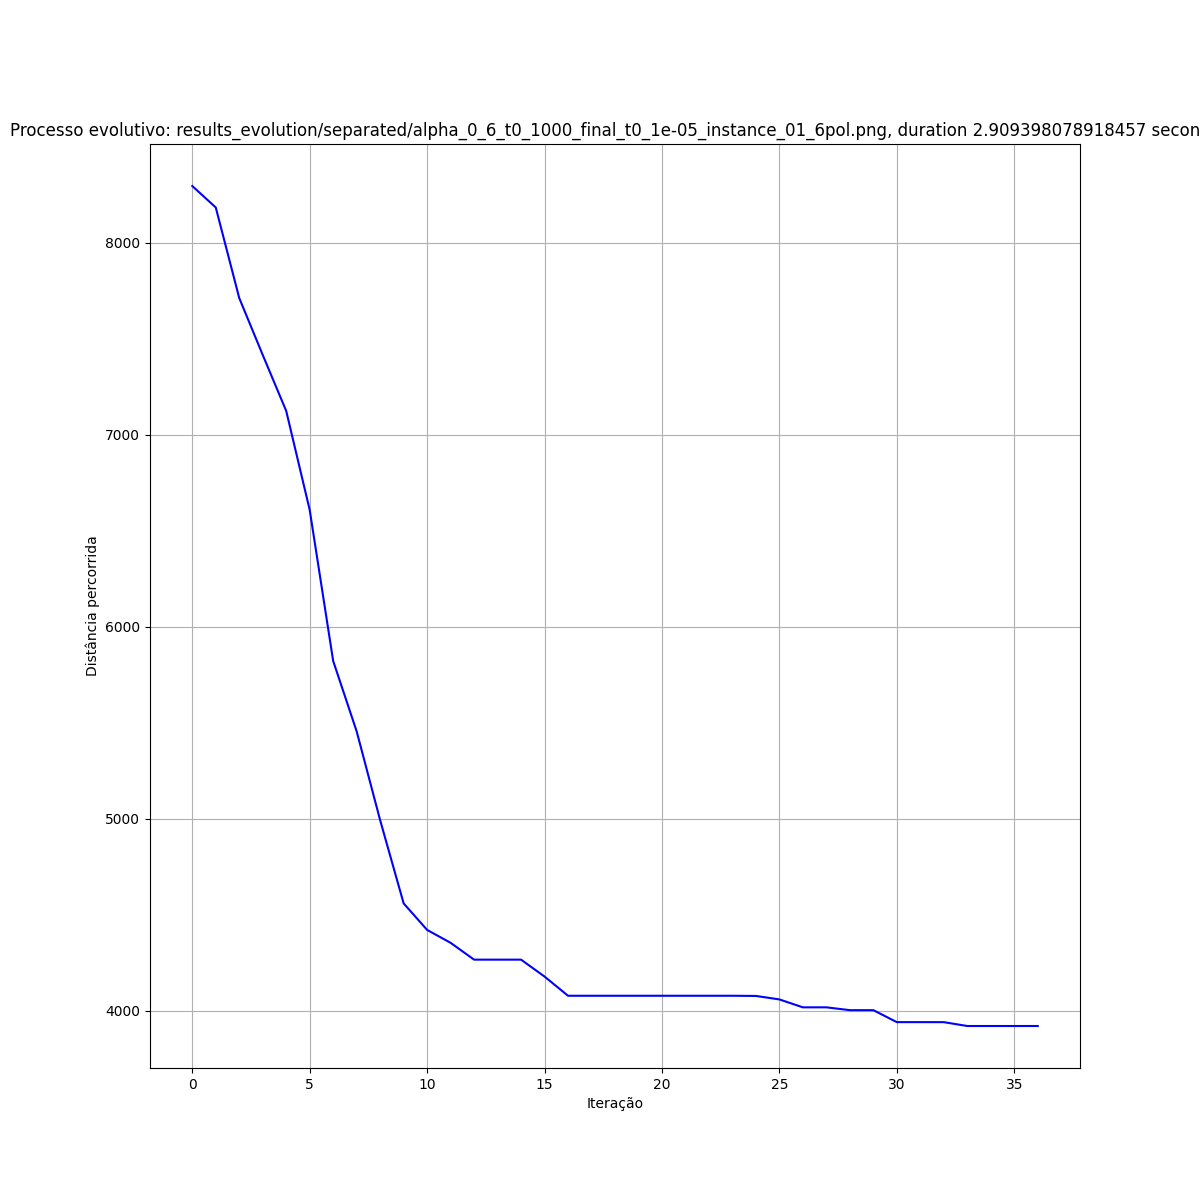 Processo evolutivo: results_evolution/separated/alpha_0_6_t0_1000_final_t0_1e-05_instance_01_6pol.png, duration 2.909398078918457 secon
8000
7000
6000
5000
4000
Distância percorrida
0 5 10 15 20 25 30 35
Iteração